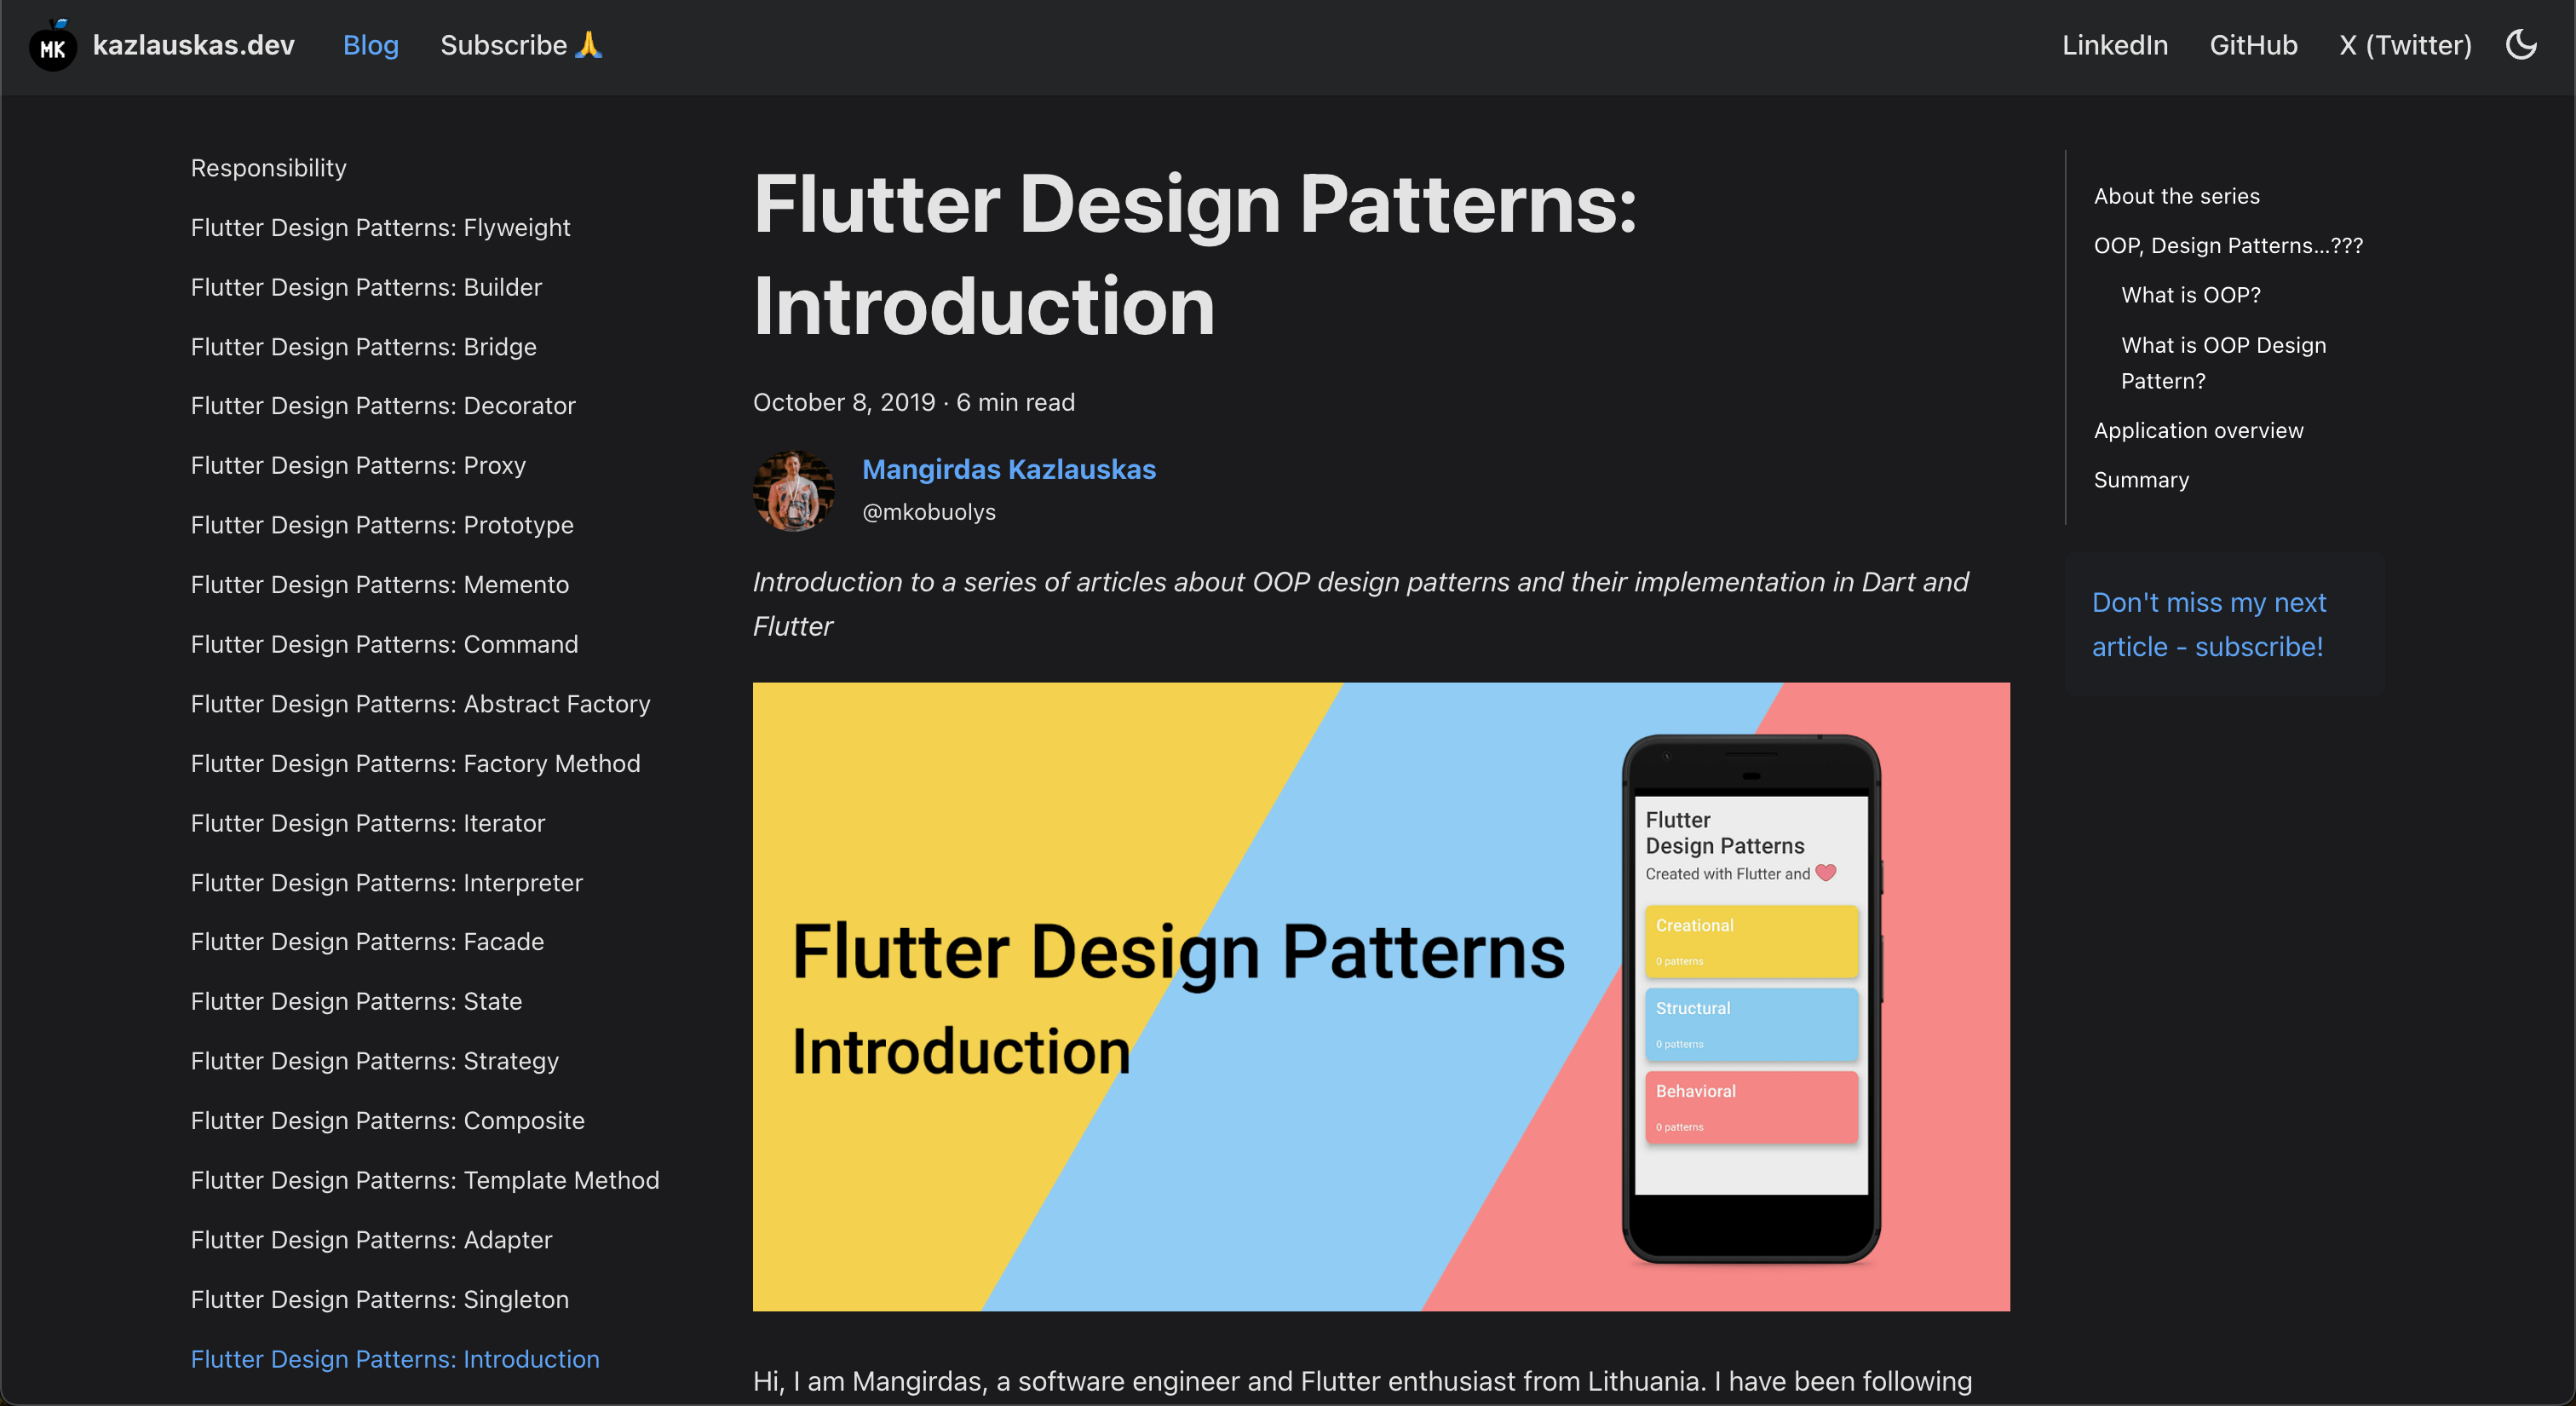 MK
kazlauskas.dev
Blog
Subscribe 🙏
LinkedIn
GitHub
X (Twitter)
Responsibility
Flutter Design Patterns: Flyweight
Flutter Design Patterns: Builder
Flutter Design Patterns: Bridge
Flutter Design Patterns: Decorator
Flutter Design Patterns: Proxy
Flutter Design Patterns: Prototype
Flutter Design Patterns: Memento
Flutter Design Patterns: Command
Flutter Design Patterns: Abstract Factory
Flutter Design Patterns: Factory Method
Flutter Design Patterns: Iterator
Flutter Design Patterns: Interpreter
Flutter Design Patterns: Facade
Flutter Design Patterns: State
Flutter Design Patterns: Strategy
Flutter Design Patterns: Composite
Flutter Design Patterns: Template Method
Flutter Design Patterns: Adapter
Flutter Design Patterns: Singleton
Flutter Design Patterns: Introduction
Flutter Design Patterns:
Introduction
October 8, 2019 · 6 min read
Mangirdas Kazlauskas
@mkobuolys
Introduction to a series of articles about OOP design patterns and their implementation in Dart and
Flutter
Flutter Design Patterns
Introduction
Flutter
Design Patterns
Created with Flutter and ❤
Creational
0 patterns
Structural
0 patterns
Behavioral
0 patterns
Hi, I am Mangirdas, a software engineer and Flutter enthusiast from Lithuania. I have been following
About the series
OOP, Design Patterns...???
What is OOP?
What is OOP Design
Pattern?
Application overview
Summary
Don't miss my next
article - subscribe!